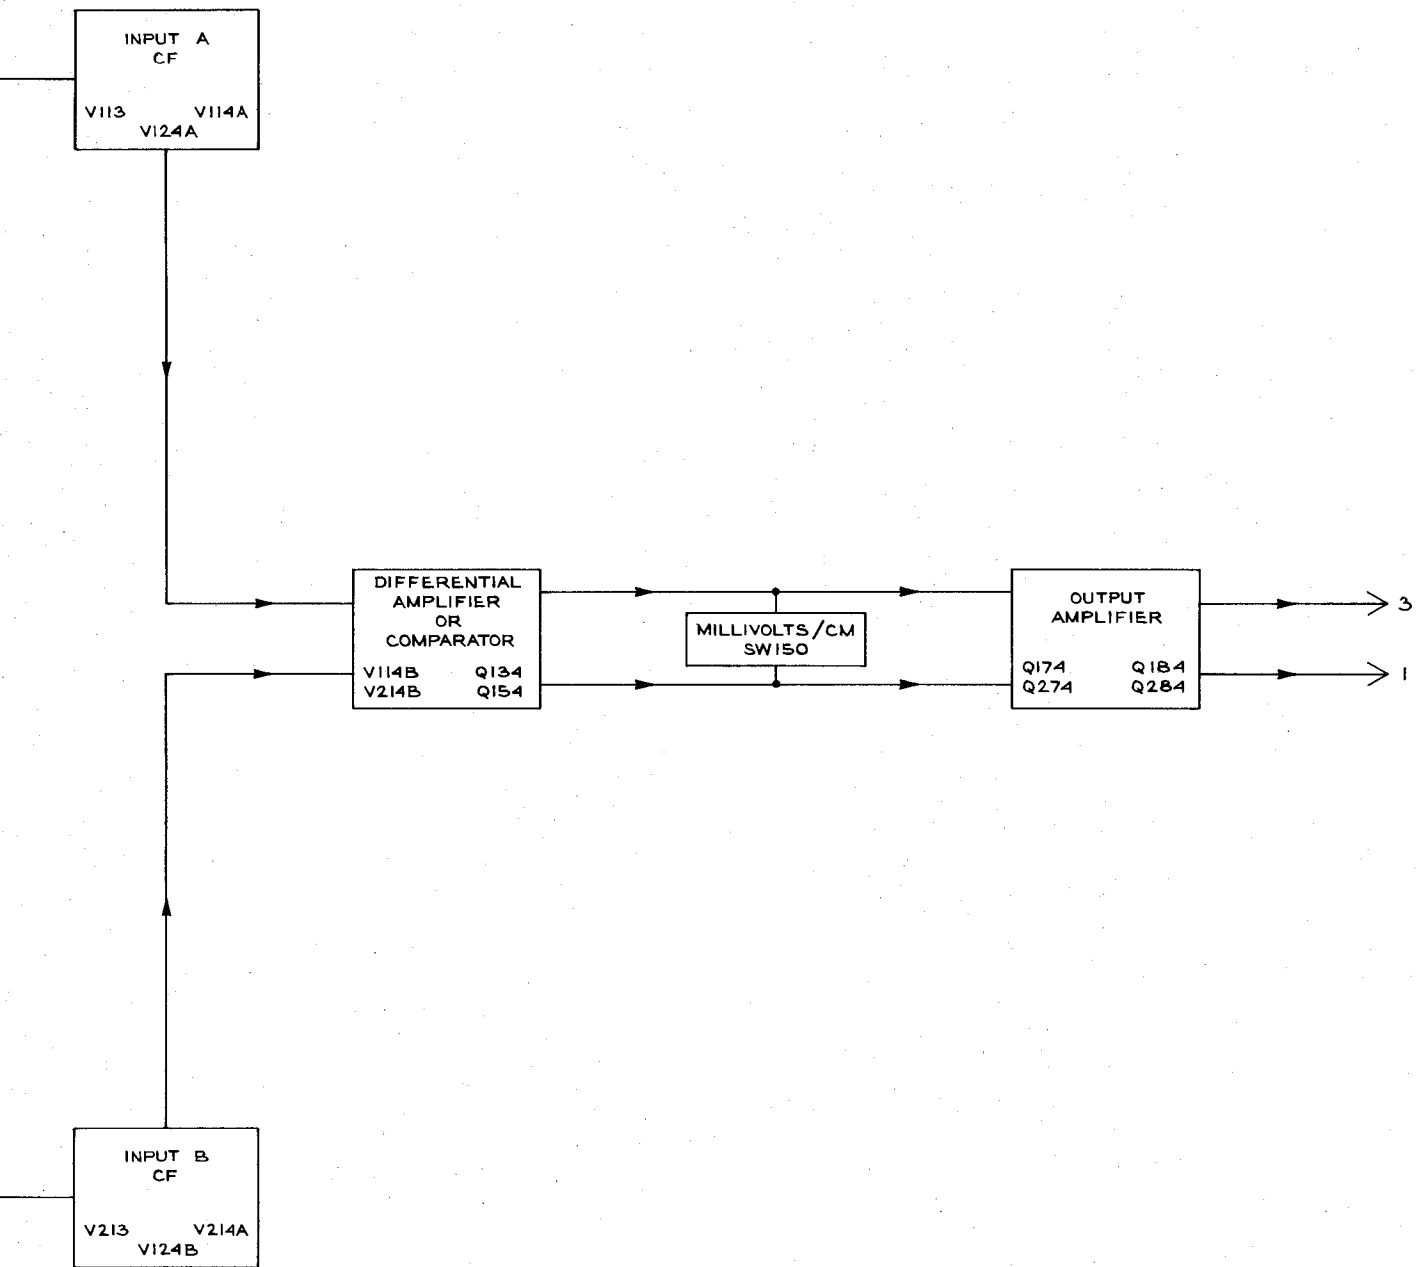 INPUT A
CF
V113 V114A
V124A
DIFFERENTIAL
AMPLIFIER
OR
COMPARATOR
V114B Q134
V214B Q154
MILLIVOLTS/CM
SW150
OUTPUT
AMPLIFIER
Q174 Q184
Q274 Q284
3
1
INPUT B
CF
V213 V214A
V124B